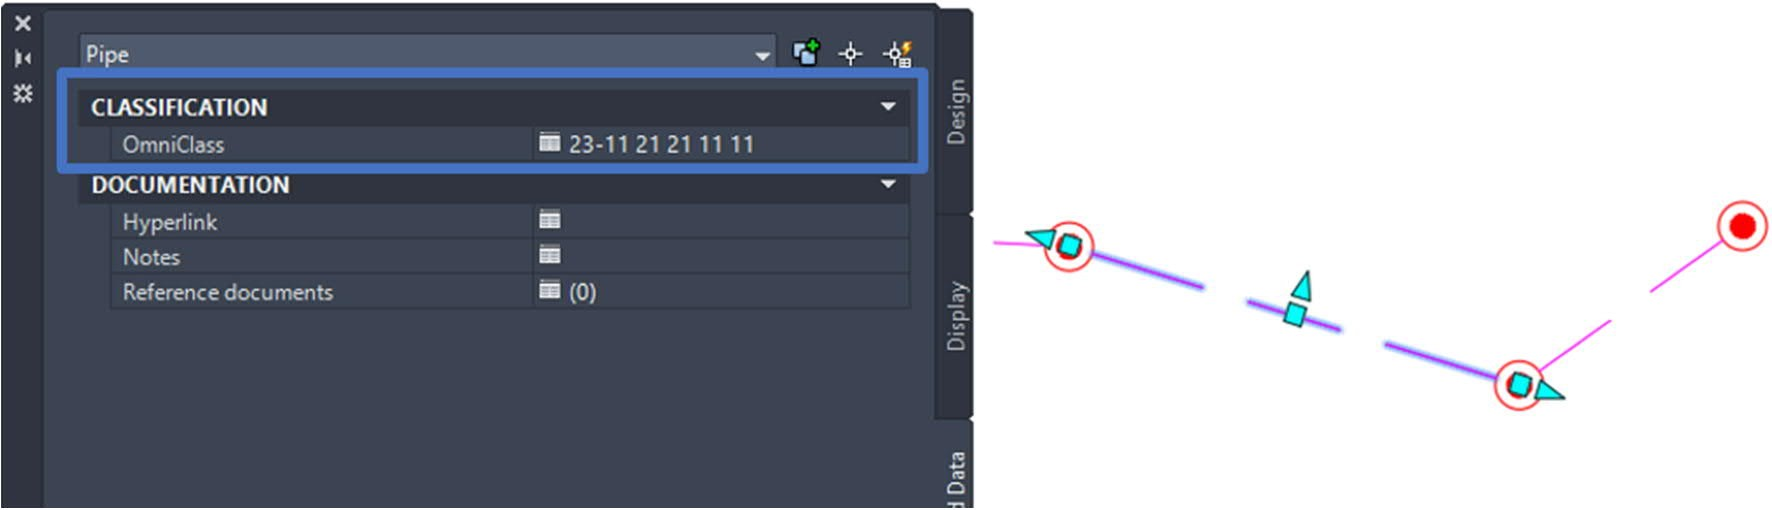 Pipe
CLASSIFICATION
OmniClass 23-11 21 21 11 11
DOCUMENTATION
Hyperlink
Notes
Reference documents (0)
Design
Display
d Data